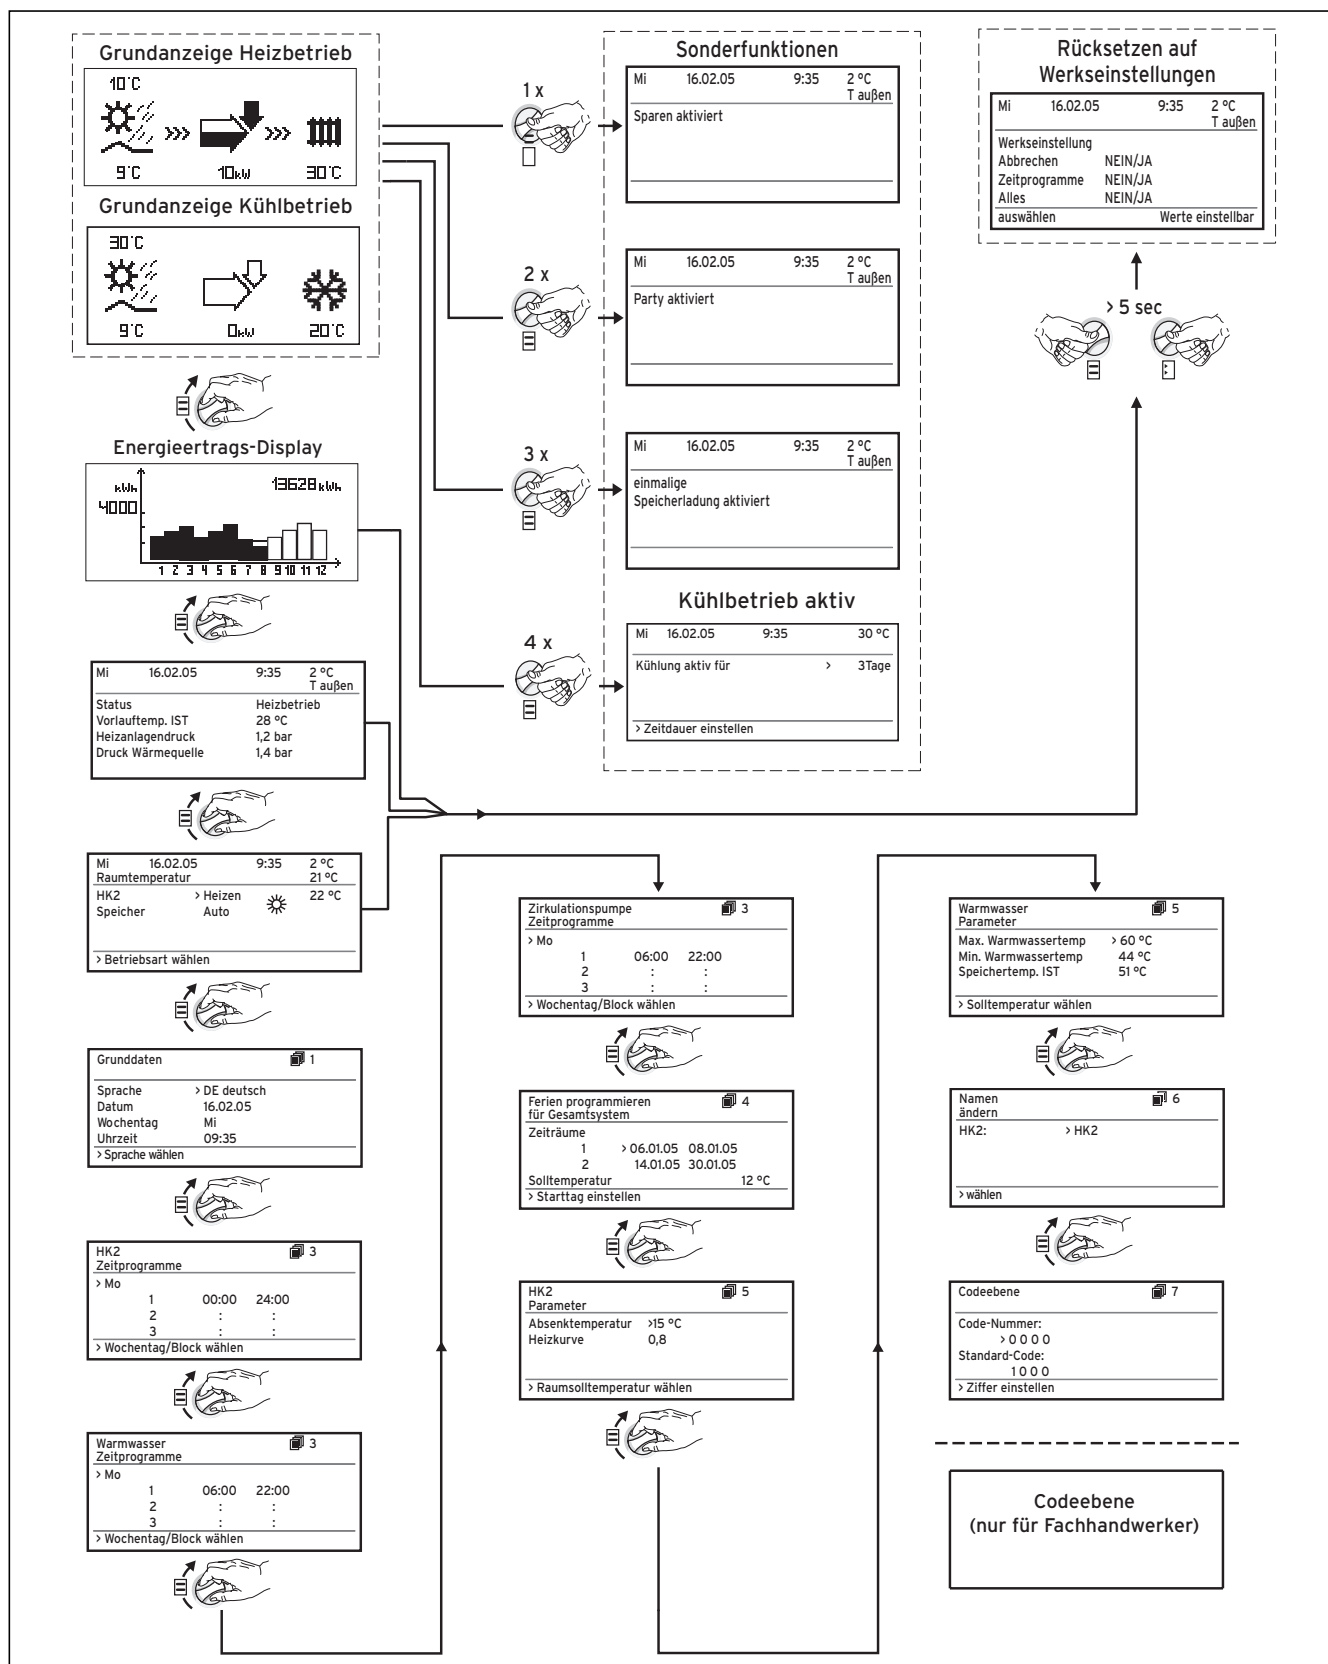 Grundanzeige Heizbetrieb
10°C
9°C 10kW 30°C
Grundanzeige Kühlbetrieb
30°C
9°C 0kW 20°C
Energieertrags-Display
kWh 13628 kWh
4000
1 2 3 4 5 6 7 8 9 10 11 12
Mi 16.02.05 9:35 2 °C
T außen
Status Heizbetrieb
Vorlauftemp. IST 28 °C
Heizanlagendruck 1,2 bar
Druck Wärmequelle 1,4 bar
Mi 16.02.05 9:35 2 °C
Raumtemperatur 21 °C
HK2 > Heizen 22 °C
Speicher Auto
> Betriebsart wählen
Grunddaten 1
Sprache > DE deutsch
Datum 16.02.05
Wochentag Mi
Uhrzeit 09:35
> Sprache wählen
HK2 3
Zeitprogramme
> Mo
1 00:00 24:00
2 : :
3 : :
> Wochentag/Block wählen
Warmwasser 3
Zeitprogramme
> Mo
1 06:00 22:00
2 : :
3 : :
> Wochentag/Block wählen
Sonderfunktionen
1 x
Mi 16.02.05 9:35 2 °C
T außen
Sparen aktiviert
2 x
Mi 16.02.05 9:35 2 °C
T außen
Party aktiviert
3 x
Mi 16.02.05 9:35 2 °C
T außen
einmalige
Speicherladung aktiviert
Kühlbetrieb aktiv
4 x
Mi 16.02.05 9:35 30 °C
Kühlung aktiv für > 3Tage
> Zeitdauer einstellen
Rücksetzen auf
Werkseinstellungen
Mi 16.02.05 9:35 2 °C
T außen
Werkseinstellung
Abbrechen NEIN/JA
Zeitprogramme NEIN/JA
Alles NEIN/JA
auswählen Werte einstellbar
> 5 sec
Zirkulationspumpe 3
Zeitprogramme
> Mo
1 06:00 22:00
2 : :
3 : :
> Wochentag/Block wählen
Ferien programmieren 4
für Gesamtsystem
Zeiträume
1 > 06.01.05 08.01.05
2 14.01.05 30.01.05
Solltemperatur 12 °C
> Starttag einstellen
HK2 5
Parameter
Absenktemperatur >15 °C
Heizkurve 0,8
> Raumsolltemperatur wählen
Warmwasser 5
Parameter
Max. Warmwassertemp > 60 °C
Min. Warmwassertemp 44 °C
Speichertemp. IST 51 °C
> Solltemperatur wählen
Namen 6
ändern
HK2: > HK2
> wählen
Codeebene 7
Code-Nummer:
> 0 0 0 0
Standard-Code:
1 0 0 0
> Ziffer einstellen
Codeebene
(nur für Fachhandwerker)